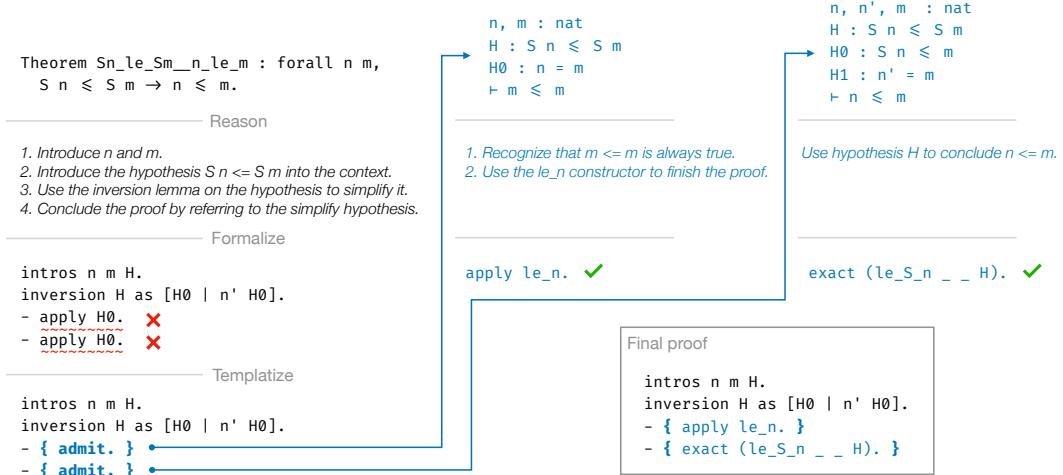 Theorem Sn_le_Sm__n_le_m : forall n m,
S n ⩽ S m → n ⩽ m.
Reason
1. Introduce n and m.
2. Introduce the hypothesis S n <= S m into the context.
3. Use the inversion lemma on the hypothesis to simplify it.
4. Conclude the proof by referring to the simplify hypothesis.
Formalize
intros n m H.
inversion H as [H0 | n' H0].
- apply H0.
- apply H0.
Templatize
intros n m H.
inversion H as [H0 | n' H0].
- { admit. }
- { admit. }
n, m : nat
H : S n ⩽ S m
H0 : n = m
⊢ m ⩽ m
1. Recognize that m <= m is always true.
2. Use the le_n constructor to finish the proof.
apply le_n.
n, n', m : nat
H : S n ⩽ S m
H0 : S n ⩽ m
H1 : n' = m
⊢ n ⩽ m
Use hypothesis H to conclude n <= m.
exact (le_S_n _ _ H).
Final proof
intros n m H.
inversion H as [H0 | n' H0].
- { apply le_n. }
- { exact (le_S_n _ _ H). }